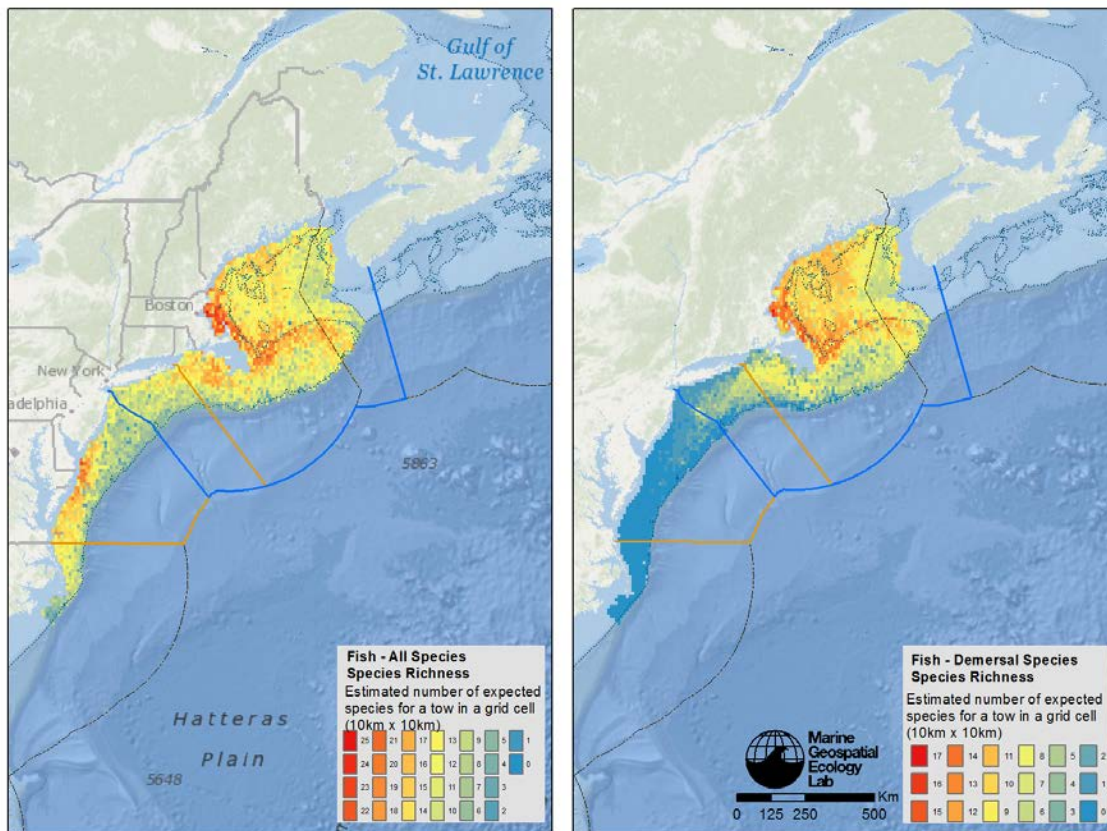 Gulf of
St. Lawrence
Boston
New York
adelphia
5863
Hatteras
Plain
5648
Fish - All Species
Species Richness
Estimated number of expected
species for a tow in a grid cell
(10km x 10km)
25 21 17 13 9 5 1
24 20 16 12 8 4 0
23 19 15 11 7 3
22 18 14 10 6 2
Marine
Geospatial
Ecology
Lab
Km
0 125 250 500
Fish - Demersal Species
Species Richness
Estimated number of expected
species for a tow in a grid cell
(10km x 10km)
17 14 11 8 5 2
16 13 10 7 4 1
15 12 9 6 3 0